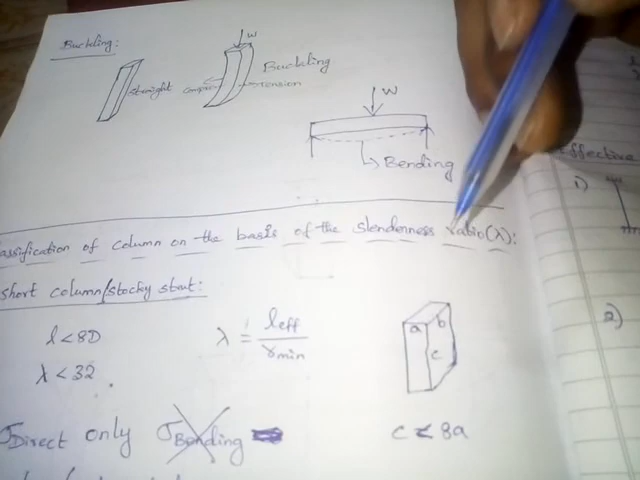 Buckling:
W
Buckling
straight
tension
W
Bending
Effective
1)
of column on the basis of the slenderness ratio(λ):
short column/stocky strut:
l < 8D
λ = leff / rmin
a b
c
2)
λ < 32
σDirect only σBending
c < 8a